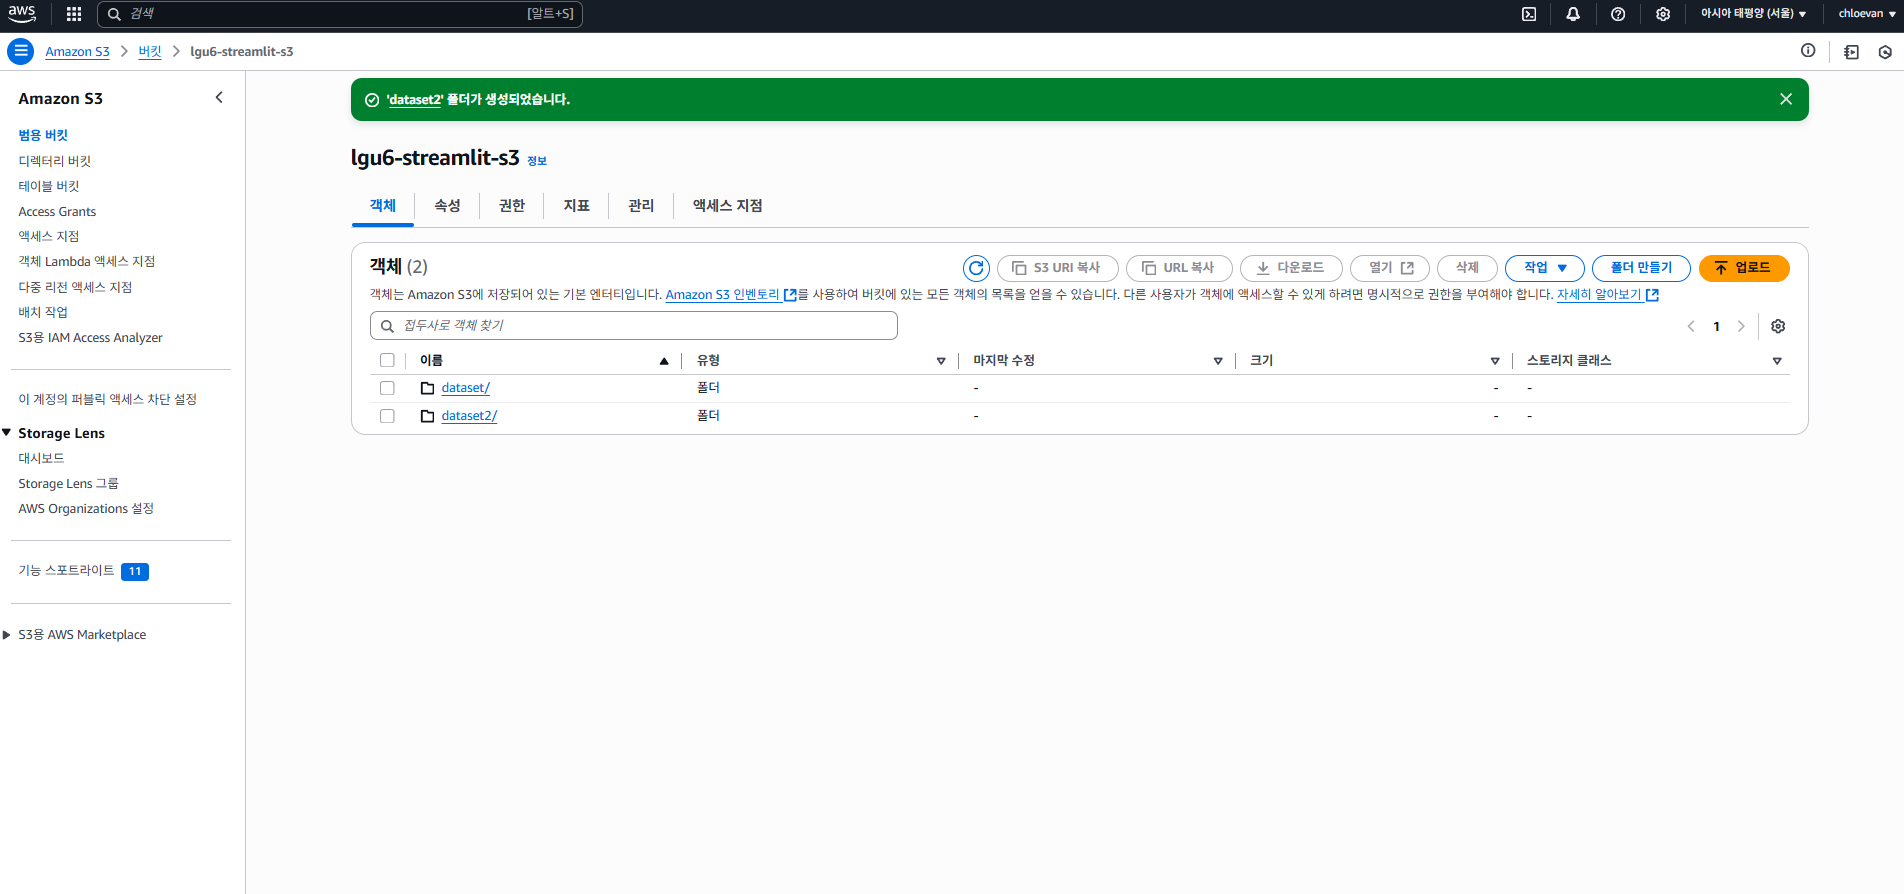 aws
검색 [알트+S]
아시아 태평양 (서울) chloevan
Amazon S3 버킷 lgu6-streamlit-s3
Amazon S3
범용 버킷
디렉터리 버킷
테이블 버킷
Access Grants
액세스 지점
객체 Lambda 액세스 지점
다중 리전 액세스 지점
배치 작업
S3용 IAM Access Analyzer
이 계정의 퍼블릭 액세스 차단 설정
Storage Lens
대시보드
Storage Lens 그룹
AWS Organizations 설정
기능 스포트라이트 11
S3용 AWS Marketplace
'dataset2' 폴더가 생성되었습니다.
lgu6-streamlit-s3 정보
객체 속성 권한 지표 관리 액세스 지점
객체 (2)
S3 URI 복사 URL 복사 다운로드 열기 삭제 작업 폴더 만들기 업로드
객체는 Amazon S3에 저장되어 있는 기본 엔터티입니다. Amazon S3 인벤토리를 사용하여 버킷에 있는 모든 객체의 목록을 얻을 수 있습니다. 다른 사용자가 객체에 액세스할 수 있게 하려면 명시적으로 권한을 부여해야 합니다. 자세히 알아보기
접두사로 객체 찾기
1
이름 유형 마지막 수정 크기 스토리지 클래스
dataset/ 폴더 - - -
dataset2/ 폴더 - - -